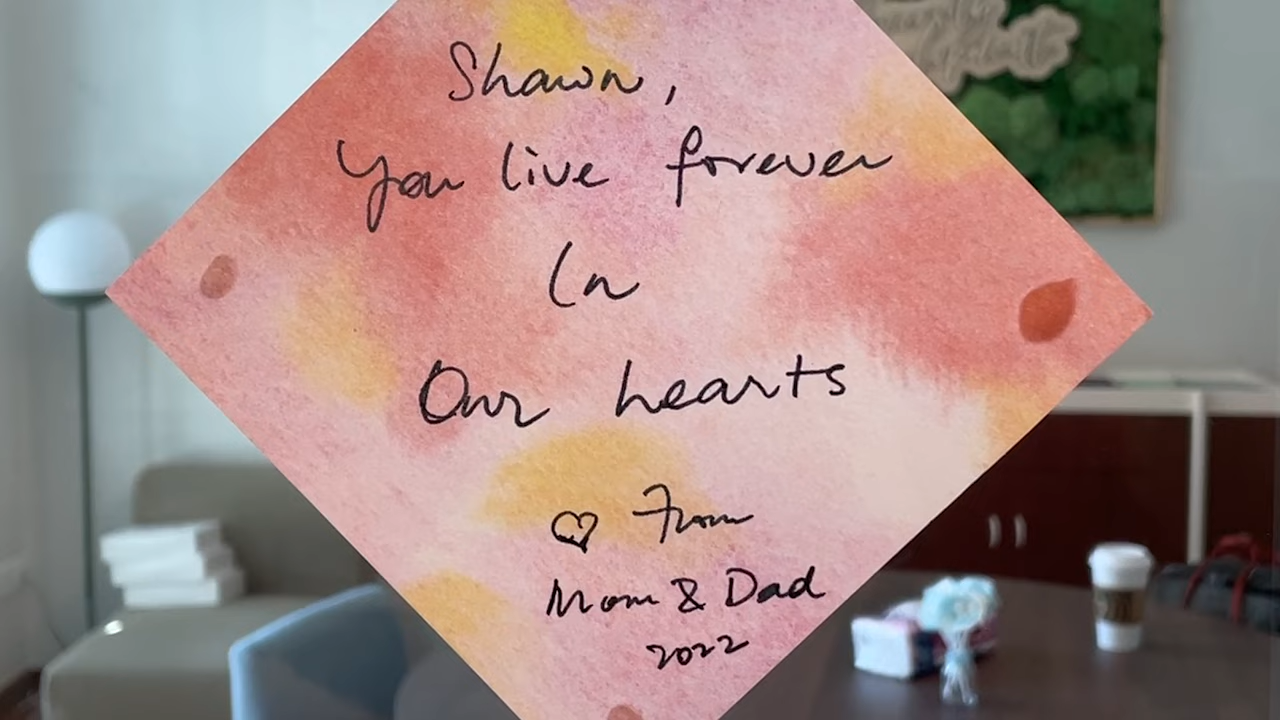 Shawn,
You live forever
In
Our hearts
♡ From
Mom & Dad
2022